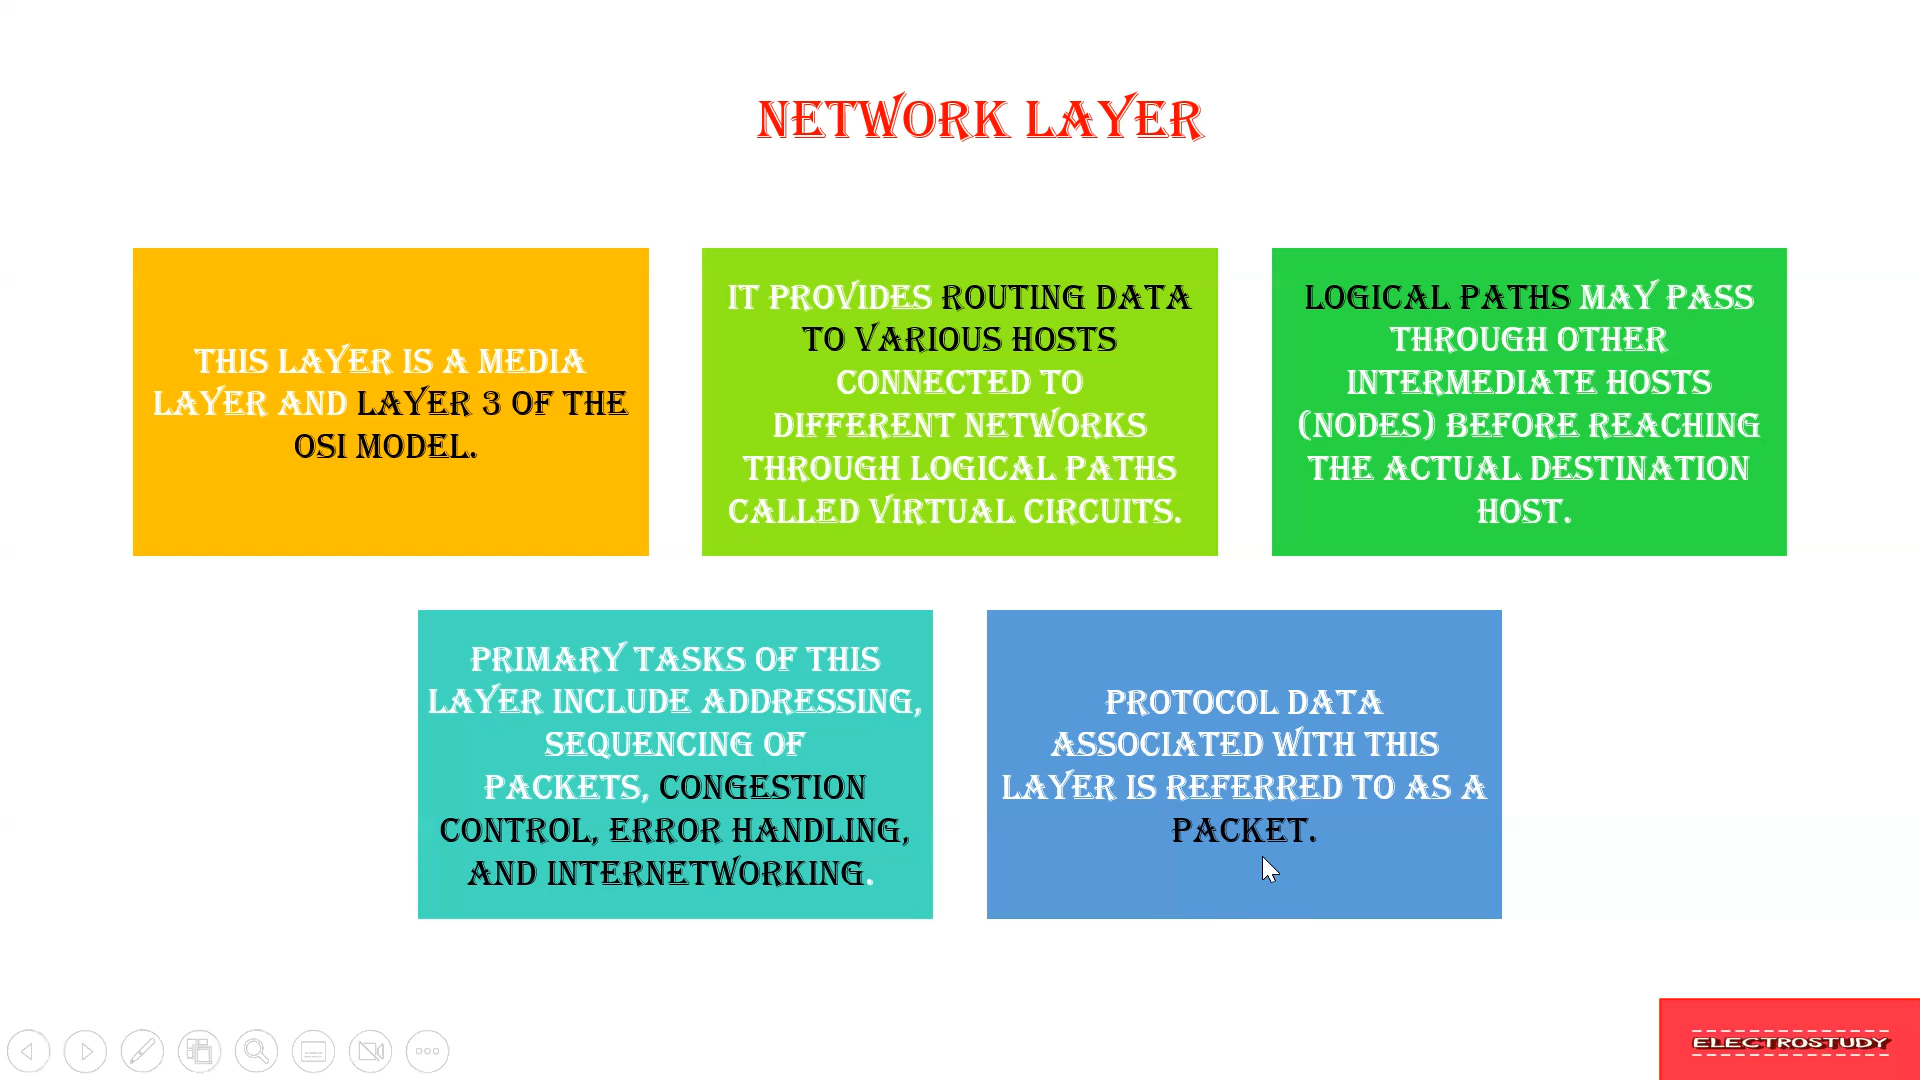 NETWORK LAYER
THIS LAYER IS A MEDIA
LAYER AND LAYER 3 OF THE
OSI MODEL.
IT PROVIDES ROUTING DATA
TO VARIOUS HOSTS
CONNECTED TO
DIFFERENT NETWORKS
THROUGH LOGICAL PATHS
CALLED VIRTUAL CIRCUITS.
LOGICAL PATHS MAY PASS
THROUGH OTHER
INTERMEDIATE HOSTS
(NODES) BEFORE REACHING
THE ACTUAL DESTINATION
HOST.
PRIMARY TASKS OF THIS
LAYER INCLUDE ADDRESSING,
SEQUENCING OF
PACKETS, CONGESTION
CONTROL, ERROR HANDLING,
AND INTERNETWORKING.
PROTOCOL DATA
ASSOCIATED WITH THIS
LAYER IS REFERRED TO AS A
PACKET.
ELECTROSTUDY